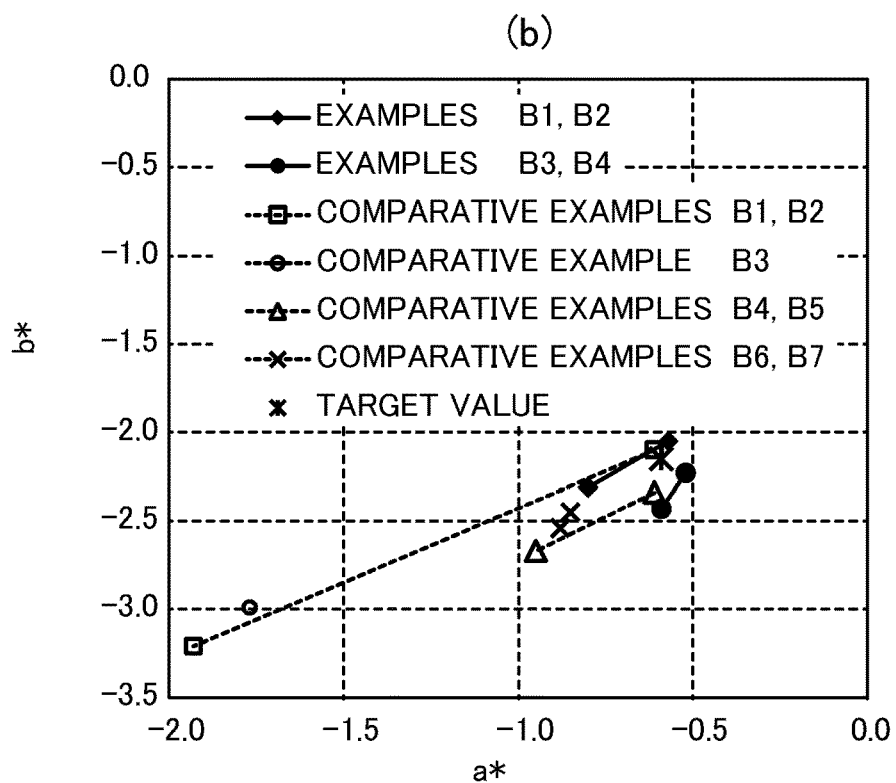 (b)
0.0
-0.5
-1.0
-1.5
-2.0
-2.5
-3.0
-3.5
b*
EXAMPLES B1, B2
EXAMPLES B3, B4
COMPARATIVE EXAMPLES B1, B2
COMPARATIVE EXAMPLE B3
COMPARATIVE EXAMPLES B4, B5
COMPARATIVE EXAMPLES B6, B7
TARGET VALUE
-2.0 -1.5 -1.0 -0.5 0.0
a*